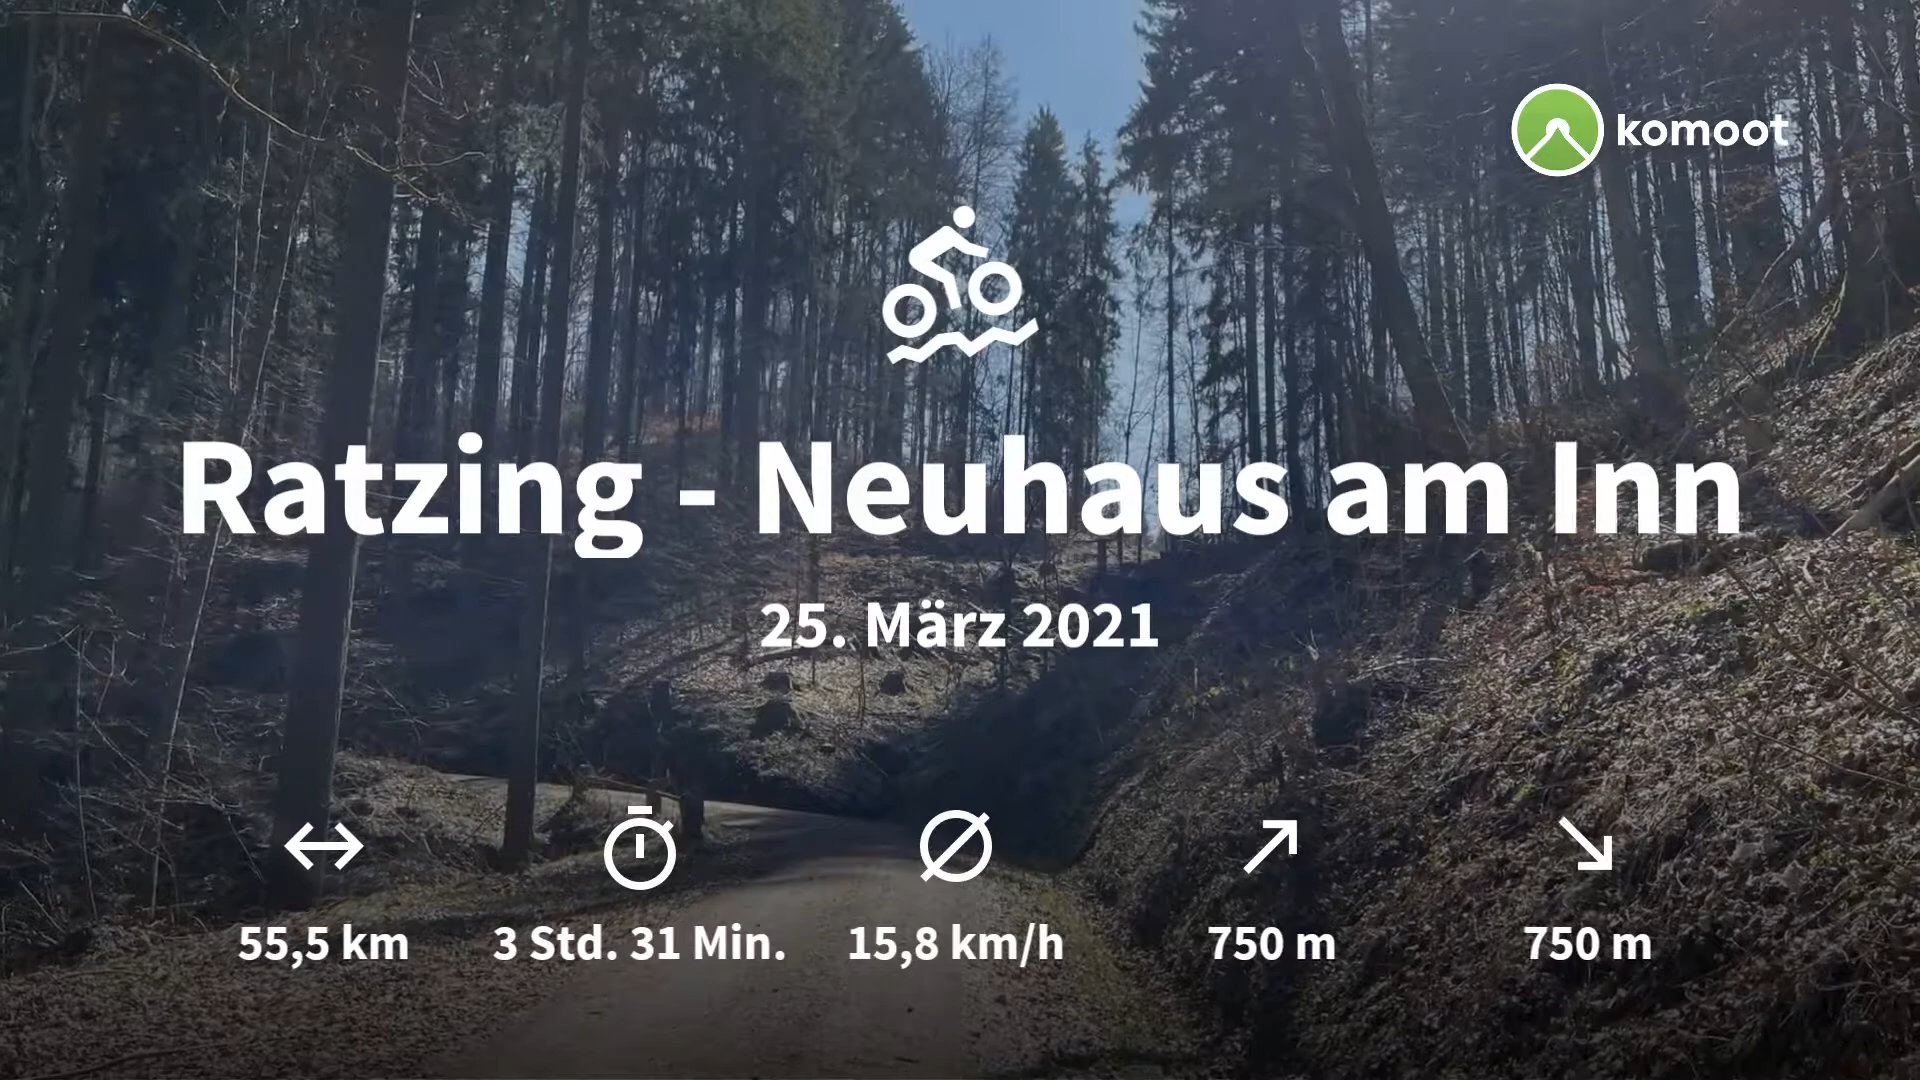 komoot
Ratzing - Neuhaus am Inn
25. März 2021
55,5 km 3 Std. 31 Min. 15,8 km/h 750 m 750 m